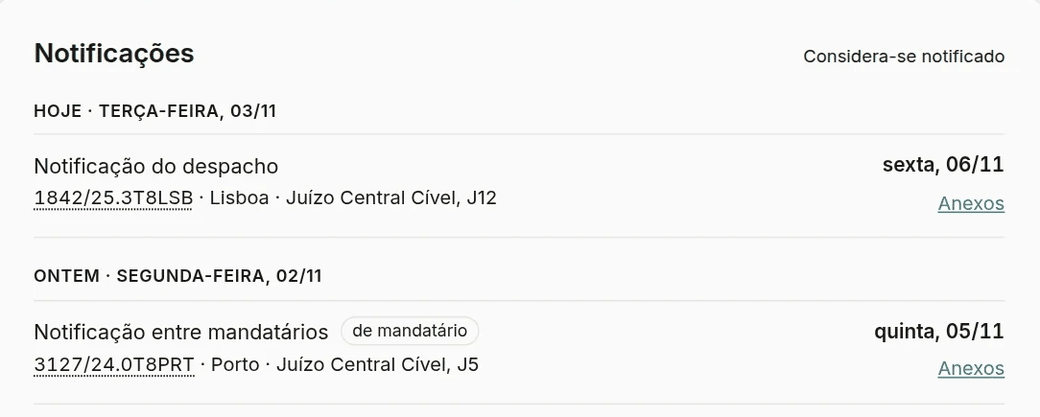 Notificações
Considera-se notificado
HOJE · TERÇA-FEIRA, 03/11
Notificação do despacho
sexta, 06/11
1842/25.3T8LSB · Lisboa · Juízo Central Cível, J12
Anexos
ONTEM · SEGUNDA-FEIRA, 02/11
Notificação entre mandatários de mandatário
quinta, 05/11
3127/24.0T8PRT · Porto · Juízo Central Cível, J5
Anexos